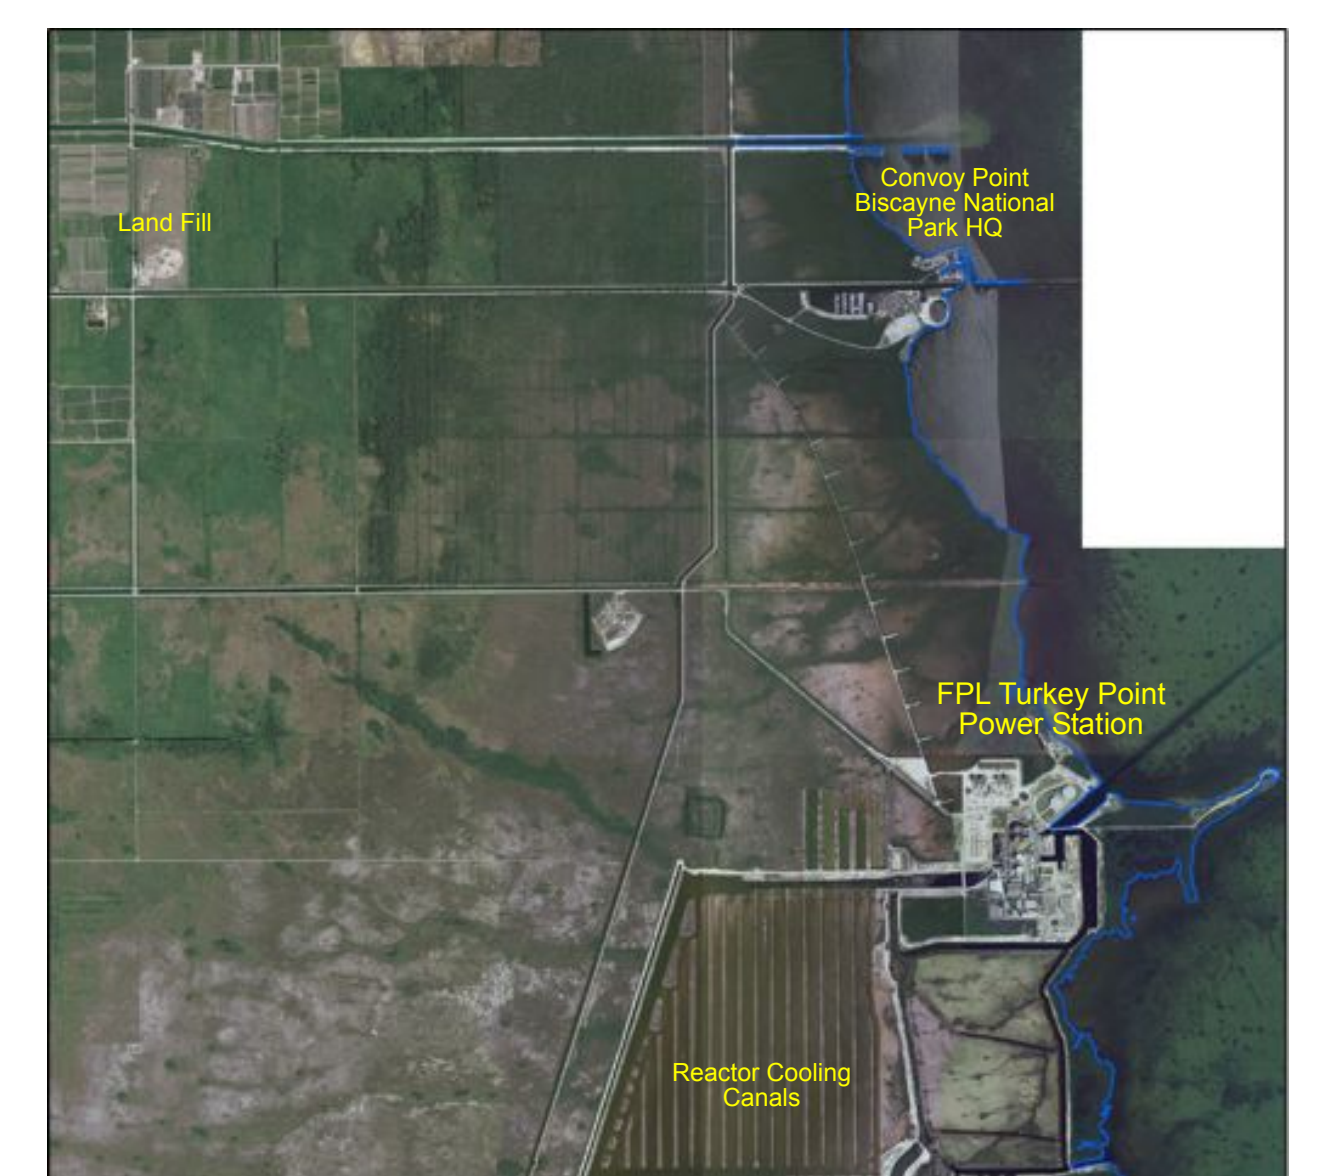 Convoy Point
Biscayne National
Park HQ
Land Fill
FPL Turkey Point
Power Station
Reactor Cooling
Canals